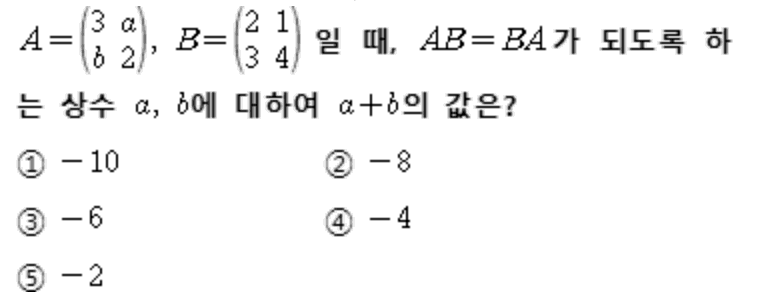 A=(3 a b 2), B=(2 1 3 4) 일 때, AB=BA가 되도록 하
는 상수 a, b에 대하여 a+b의 값은?
① -10 ② -8
③ -6 ④ -4
⑤ -2